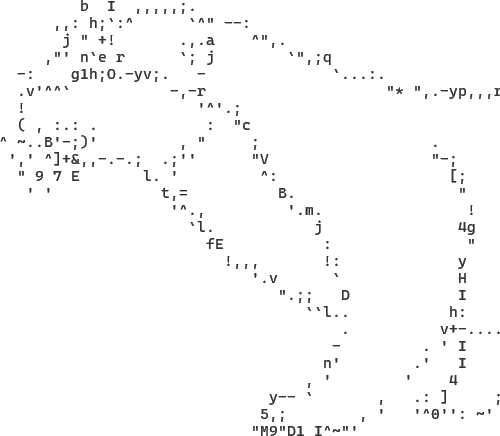 b I ,,,,,;.
,,: h;`:^ `^" --:
j " +! .,.a ^",.
,"' n`e r `; j `",;q
-: g1h;O.-yv;. - `...:.
.v'^^` -,-r "* ",.-yp,,,r
! '^'.;
( , :.: . : "c
^ ~..B'-;)' , " ; .
',' ^]+&,,-.-.; .;'' "V "-;
" 9 7 E l. ' ^: [;
' ' t,= B. "
'^., '.m. !
`l. j 4g
fE : "
!,,, !: y
'.v ` H
".;; D I
``l.. h:
. v+-....
- . ' I
n' .' I
, ' ' 4
y-- ` , .: ] ;
5,; , ' '^0'': ~'
"M9"D1 I^~"'